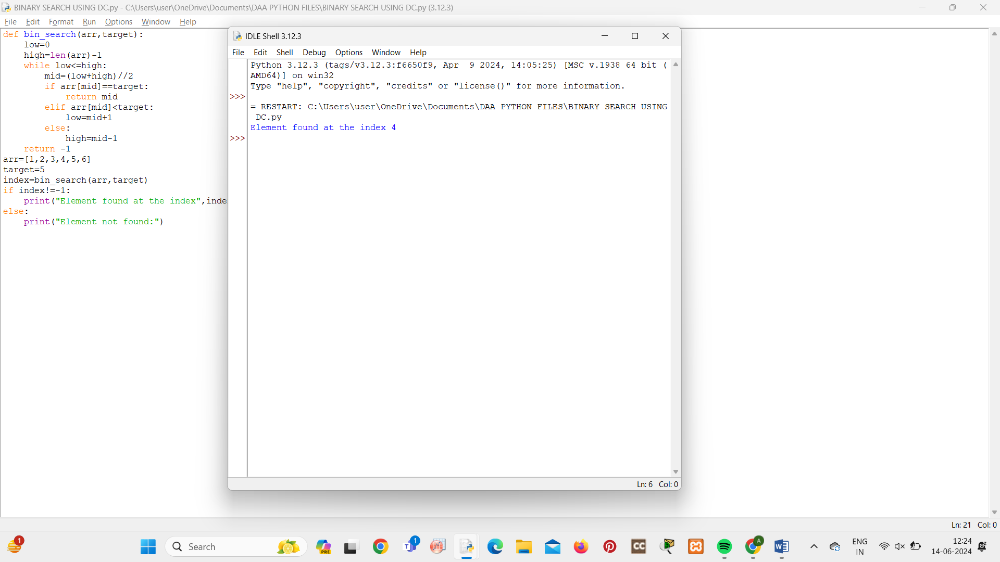 BINARY SEARCH USING DC.py - C:\Users\user\OneDrive\Documents\DAA PYTHON FILES\BINARY SEARCH USING DC.py (3.12.3)
File Edit Format Run Options Window Help
def bin_search(arr,target):
    low=0
    high=len(arr)-1
    while low<=high:
        mid=(low+high)//2
        if arr[mid]==target:
            return mid
        elif arr[mid]<target:
            low=mid+1
        else:
            high=mid-1
    return -1
arr=[1,2,3,4,5,6]
target=5
index=bin_search(arr,target)
if index!=-1:
    print("Element found at the index",inde
else:
    print("Element not found:")
IDLE Shell 3.12.3
File Edit Shell Debug Options Window Help
Python 3.12.3 (tags/v3.12.3:f6650f9, Apr  9 2024, 14:05:25) [MSC v.1938 64 bit (
AMD64)] on win32
Type "help", "copyright", "credits" or "license()" for more information.
>>>
= RESTART: C:\Users\user\OneDrive\Documents\DAA PYTHON FILES\BINARY SEARCH USING
 DC.py
Element found at the index 4
>>>
Ln: 6 Col: 0
Ln: 21 Col: 0
1
Search
PRE
1
T
CC
A
W
ENG
IN
12:24
14-06-2024